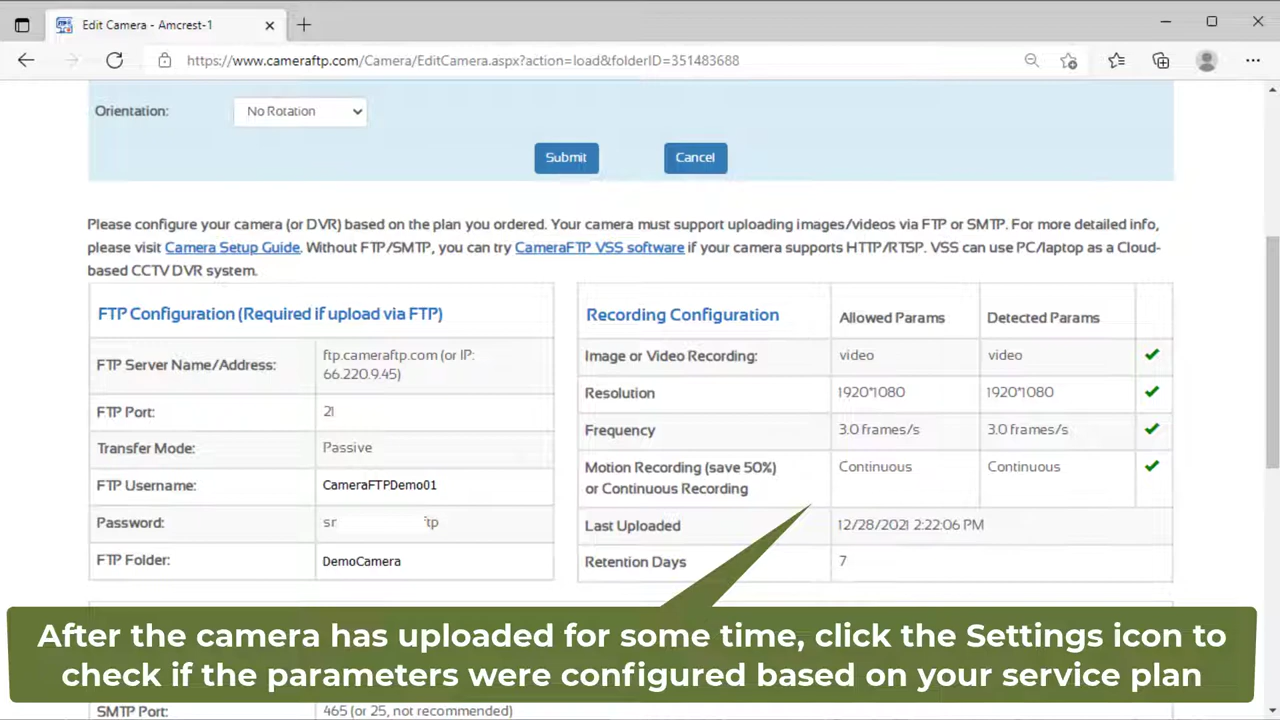 Edit Camera - Amcrest-1
https://www.cameraftp.com/Camera/EditCamera.aspx?action=load&folderID=351483688
Orientation:
No Rotation
Submit
Cancel
Please configure your camera (or DVR) based on the plan you ordered. Your camera must support uploading images/videos via FTP or SMTP. For more detailed info,
please visit Camera Setup Guide. Without FTP/SMTP, you can try CameraFTP VSS software if your camera supports HTTP/RTSP. VSS can use PC/laptop as a Cloud-
based CCTV DVR system.
FTP Configuration (Required if upload via FTP)
FTP Server Name/Address:
ftp.cameraftp.com (or IP:
66.220.9.45)
FTP Port:
21
Transfer Mode:
Passive
FTP Username:
CameraFTPDemo01
Password:
FTP Folder:
DemoCamera
Recording Configuration
Allowed Params
Detected Params
Image or Video Recording:
video
video
Resolution
1920*1080
1920*1080
Frequency
3.0 frames/s
3.0 frames/s
Motion Recording (save 50%)
or Continuous Recording
Continuous
Continuous
Last Uploaded
12/28/2021 2:22:06 PM
Retention Days
7
After the camera has uploaded for some time, click the Settings icon to
check if the parameters were configured based on your service plan
SMTP Port:
465 (or 25, not recommended)